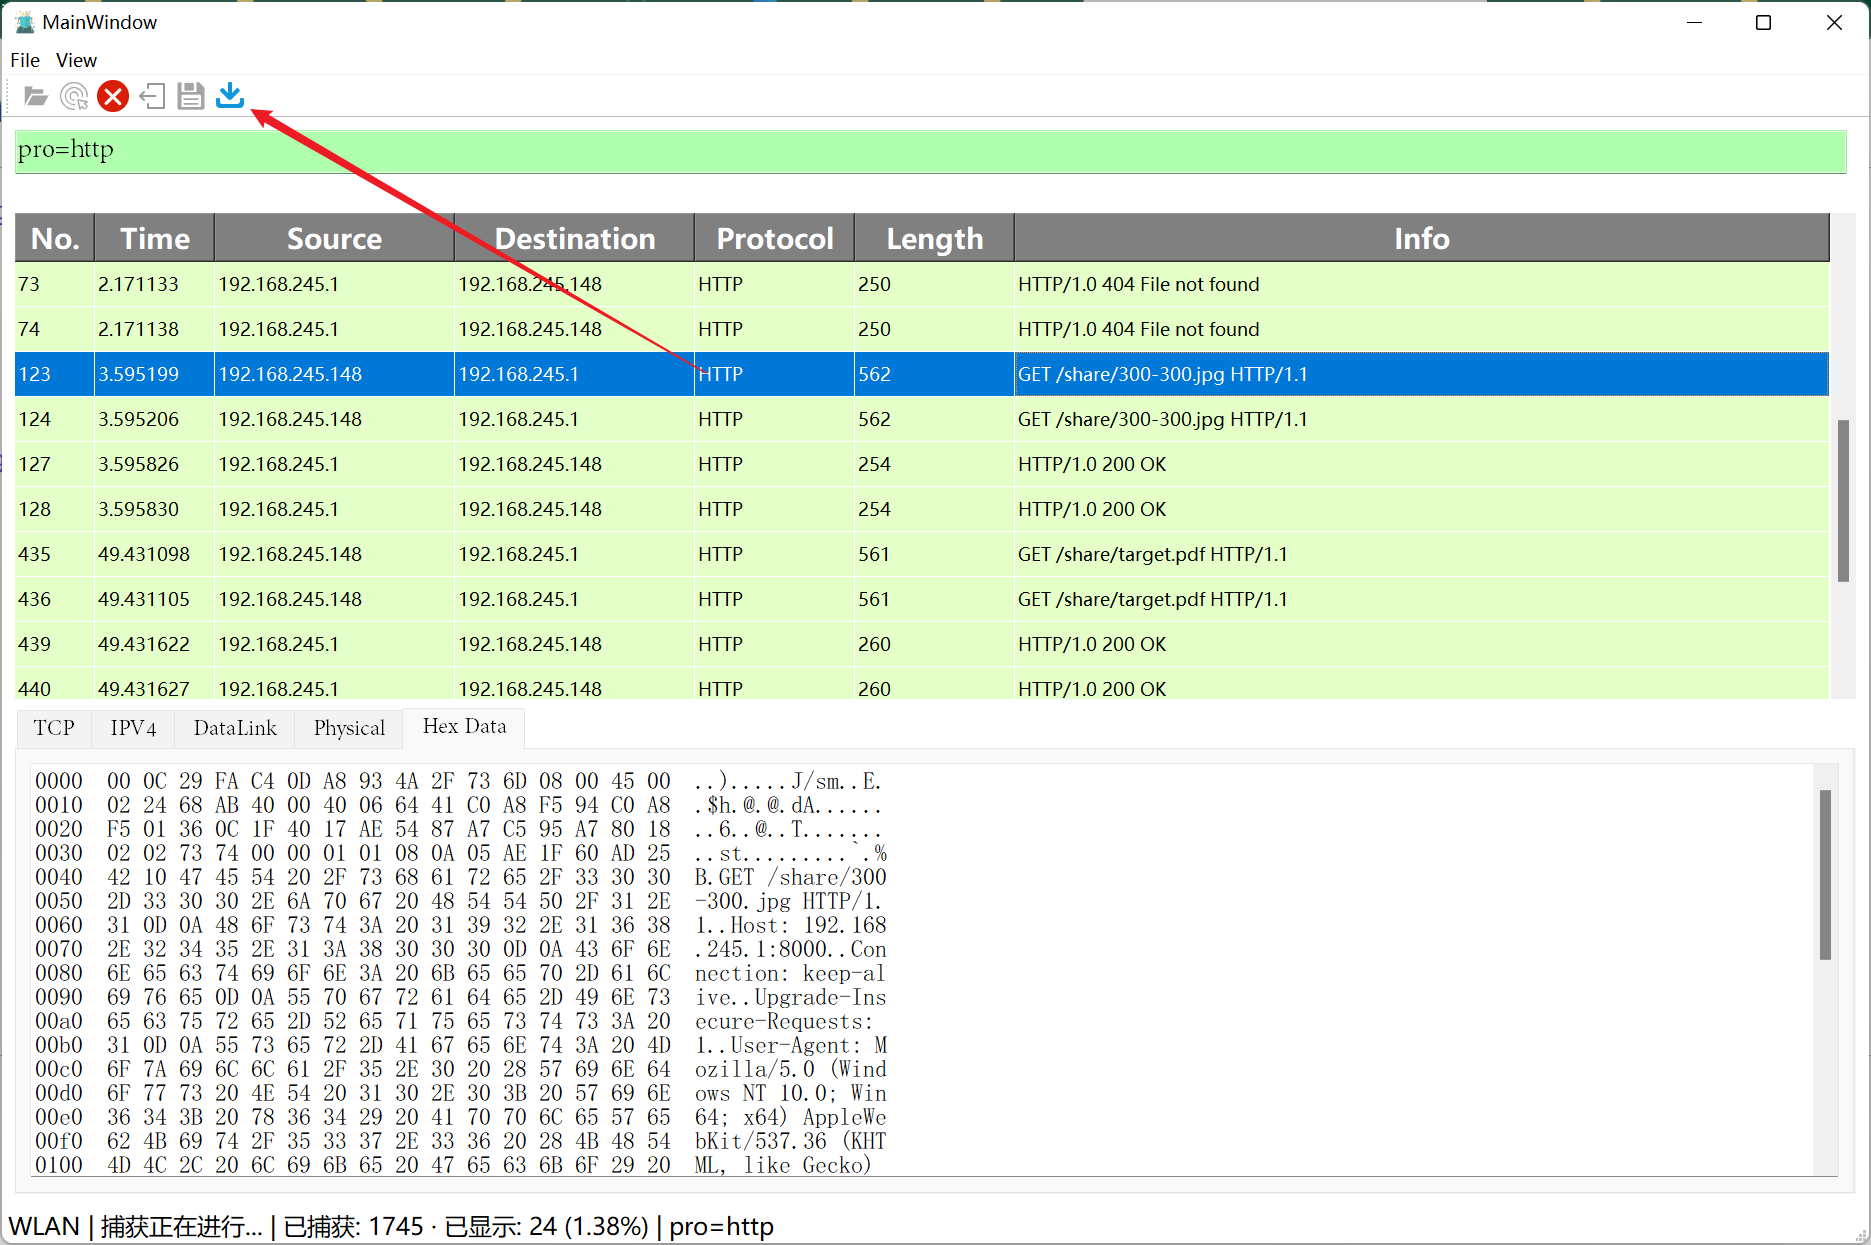 MainWindow
File View
pro=http
No. Time Source Destination Protocol Length Info
73 2.171133 192.168.245.1 192.168.245.148 HTTP 250 HTTP/1.0 404 File not found
74 2.171138 192.168.245.1 192.168.245.148 HTTP 250 HTTP/1.0 404 File not found
123 3.595199 192.168.245.148 192.168.245.1 HTTP 562 GET /share/300-300.jpg HTTP/1.1
124 3.595206 192.168.245.148 192.168.245.1 HTTP 562 GET /share/300-300.jpg HTTP/1.1
127 3.595826 192.168.245.1 192.168.245.148 HTTP 254 HTTP/1.0 200 OK
128 3.595830 192.168.245.1 192.168.245.148 HTTP 254 HTTP/1.0 200 OK
435 49.431098 192.168.245.148 192.168.245.1 HTTP 561 GET /share/target.pdf HTTP/1.1
436 49.431105 192.168.245.148 192.168.245.1 HTTP 561 GET /share/target.pdf HTTP/1.1
439 49.431622 192.168.245.1 192.168.245.148 HTTP 260 HTTP/1.0 200 OK
440 49.431627 192.168.245.1 192.168.245.148 HTTP 260 HTTP/1.0 200 OK
TCP IPV4 DataLink Physical Hex Data
0000 00 0C 29 FA C4 0D A8 93 4A 2F 73 6D 08 00 45 00 ..).....J/sm..E.
0010 02 24 68 AB 40 00 40 06 64 41 C0 A8 F5 94 C0 A8 .$h.@.@.dA......
0020 F5 01 36 0C 1F 40 17 AE 54 87 A7 C5 95 A7 80 18 ..6..@..T.......
0030 02 02 73 74 00 00 01 01 08 0A 05 AE 1F 60 AD 25 ..st.........`.%
0040 42 10 47 45 54 20 2F 73 68 61 72 65 2F 33 30 30 B.GET /share/300
0050 2D 33 30 30 2E 6A 70 67 20 48 54 54 50 2F 31 2E -300.jpg HTTP/1.
0060 31 0D 0A 48 6F 73 74 3A 20 31 39 32 2E 31 36 38 1..Host: 192.168
0070 2E 32 34 35 2E 31 3A 38 30 30 30 0D 0A 43 6F 6E .245.1:8000..Con
0080 6E 65 63 74 69 6F 6E 3A 20 6B 65 65 70 2D 61 6C nection: keep-al
0090 69 76 65 0D 0A 55 70 67 72 61 64 65 2D 49 6E 73 ive..Upgrade-Ins
00a0 65 63 75 72 65 2D 52 65 71 75 65 73 74 73 3A 20 ecure-Requests:
00b0 31 0D 0A 55 73 65 72 2D 41 67 65 6E 74 3A 20 4D 1..User-Agent: M
00c0 6F 7A 69 6C 6C 61 2F 35 2E 30 20 28 57 69 6E 64 ozilla/5.0 (Wind
00d0 6F 77 73 20 4E 54 20 31 30 2E 30 3B 20 57 69 6E ows NT 10.0; Win
00e0 36 34 3B 20 78 36 34 29 20 41 70 70 6C 65 57 65 64; x64) AppleWe
00f0 62 4B 69 74 2F 35 33 37 2E 33 36 20 28 4B 48 54 bKit/537.36 (KHT
0100 4D 4C 2C 20 6C 69 6B 65 20 47 65 63 6B 6F 29 20 ML, like Gecko)
WLAN | 捕获正在进行... | 已捕获: 1745 · 已显示: 24 (1.38%) | pro=http